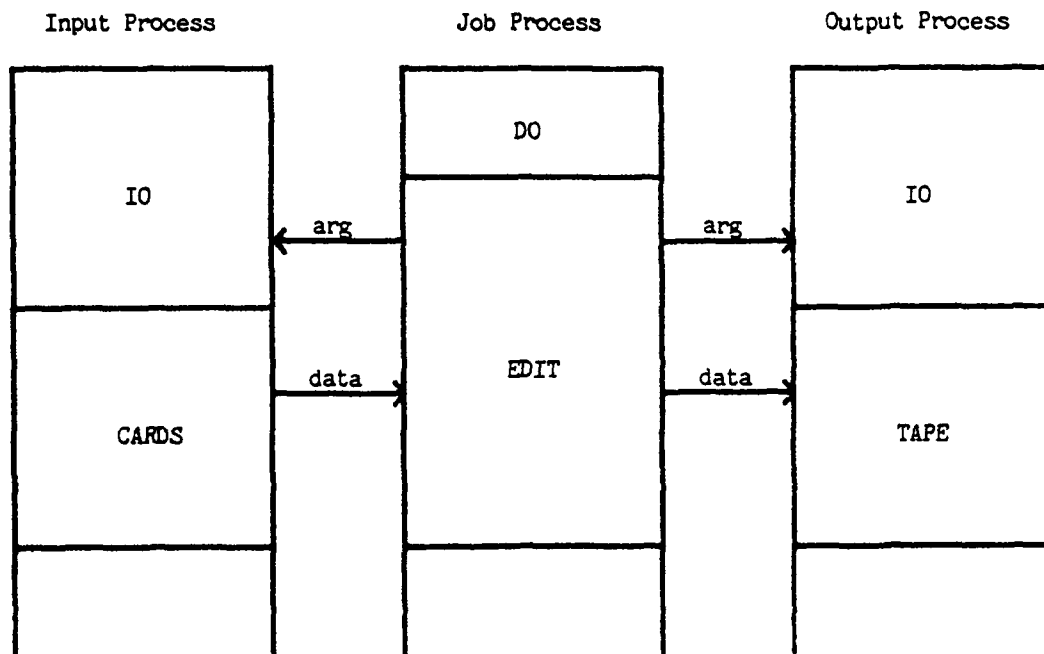 Input Process
Job Process
Output Process
DO
IO
IO
arg
arg
EDIT
data
data
CARDS
TAPE